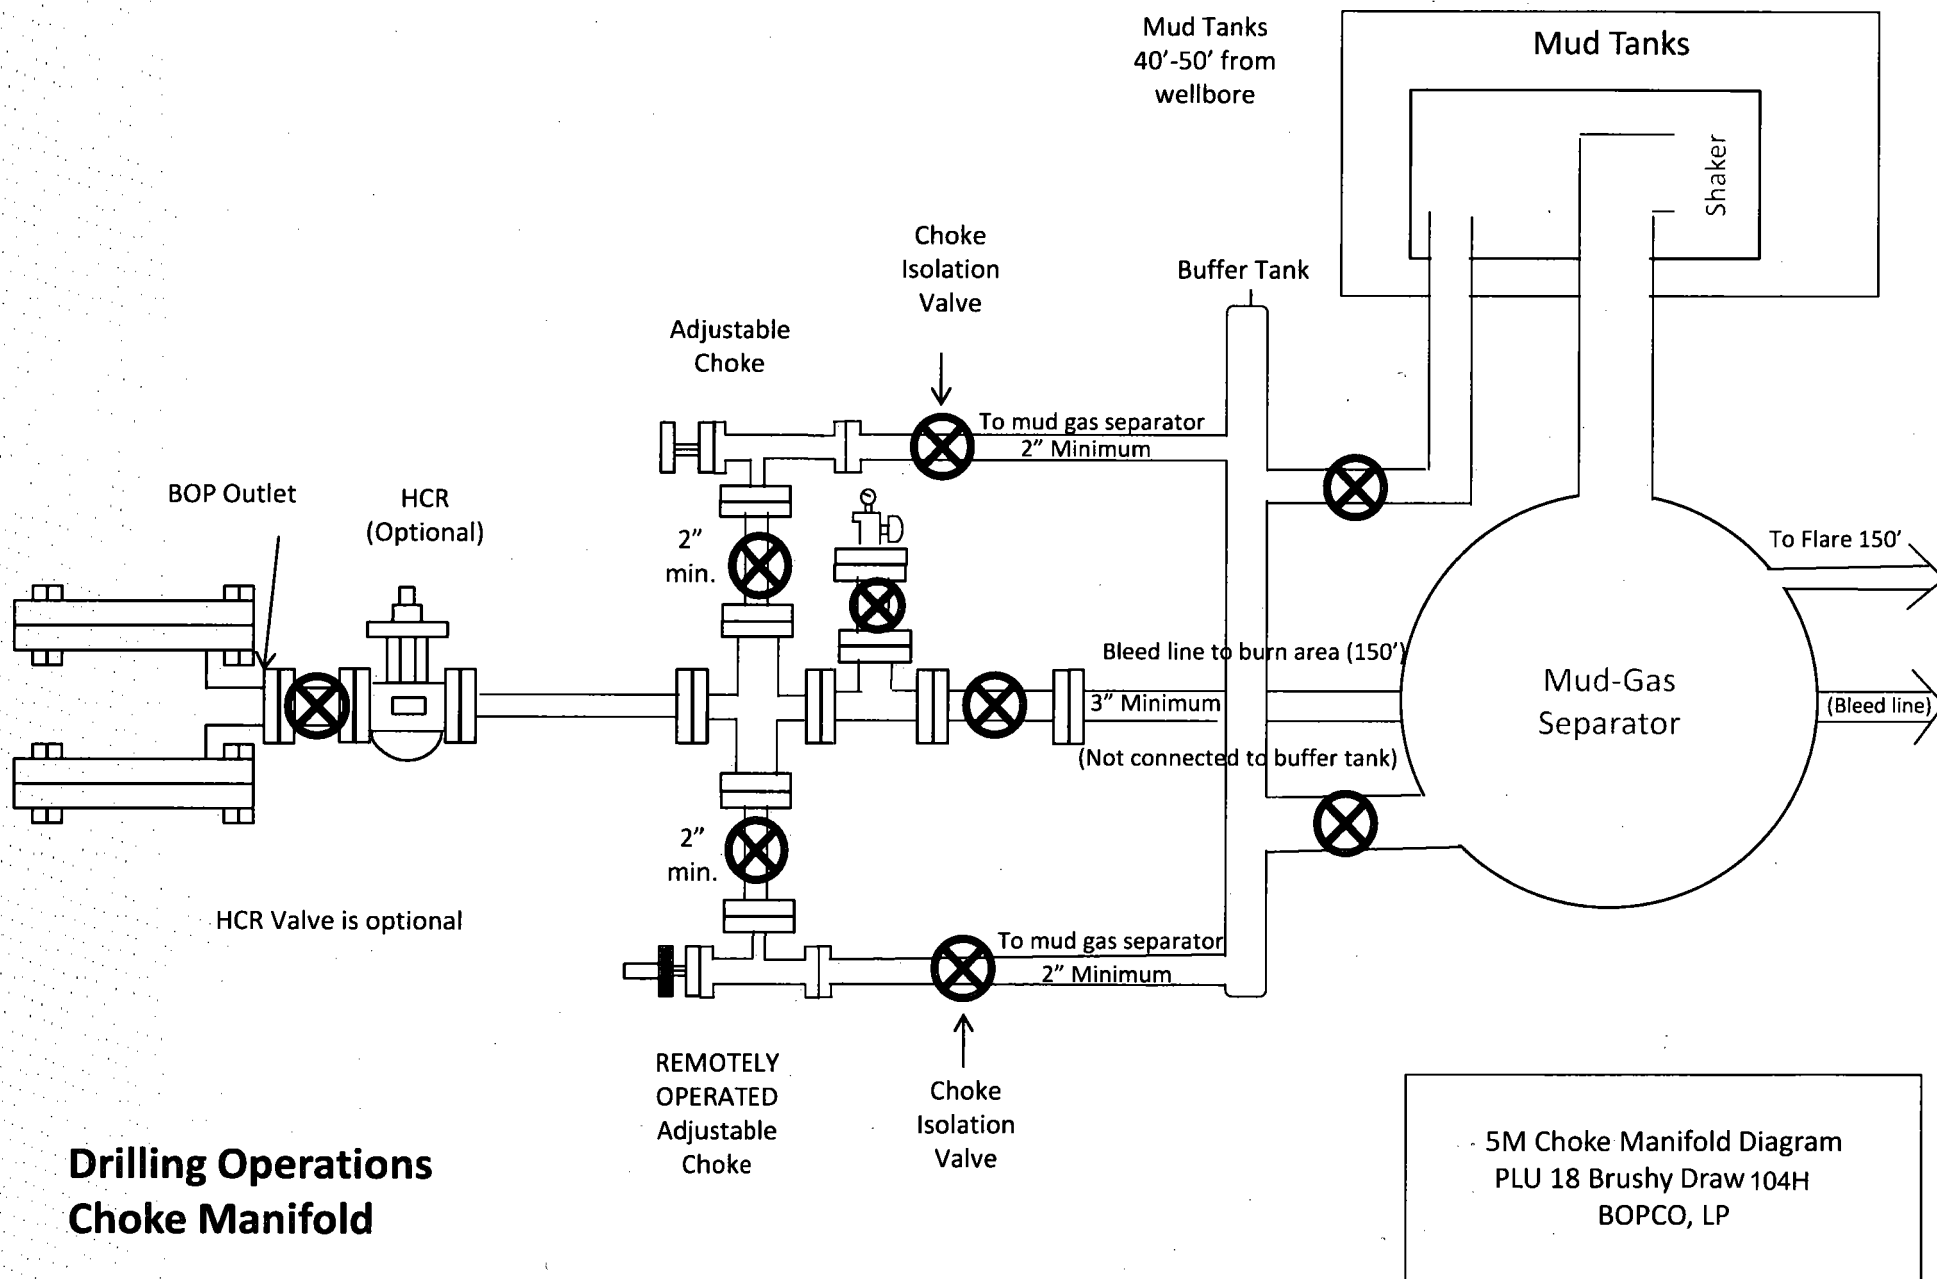 Mud Tanks
40’-50’ from
wellbore
Mud Tanks
Shaker
Choke
Isolation
Valve
Buffer Tank
Adjustable
Choke
To mud gas separator
2” Minimum
BOP Outlet
HCR
(Optional)
2”
min.
To Flare 150’
Bleed line to burn area (150’)
3” Minimum
(Not connected to buffer tank)
Mud-Gas
Separator
(Bleed line)
2”
min.
HCR Valve is optional
To mud gas separator
2” Minimum
REMOTELY
OPERATED
Adjustable
Choke
Choke
Isolation
Valve
Drilling Operations
Choke Manifold
5M Choke Manifold Diagram
PLU 18 Brushy Draw 104H
BOPCO, LP